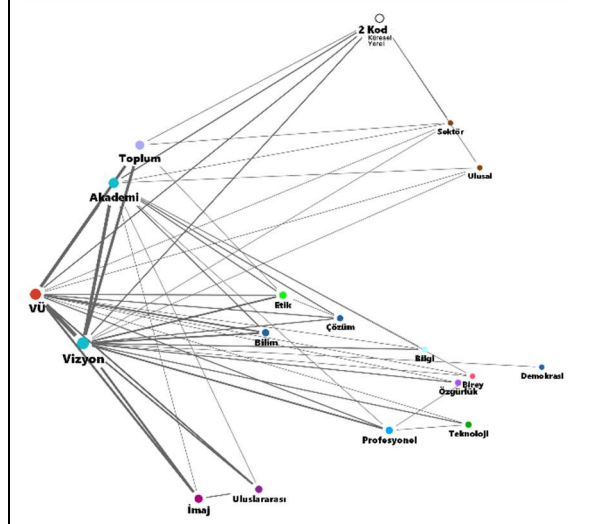 2 Kod
Küresel
Yerel
Sektör
Toplum
Ulusal
Akademi
VÜ
Etik
Çözüm
Bilim
Vizyon
Bilgi
Demokrasi
Birey
Özgürlük
Teknoloji
Profesyonel
Uluslararası
İmaj